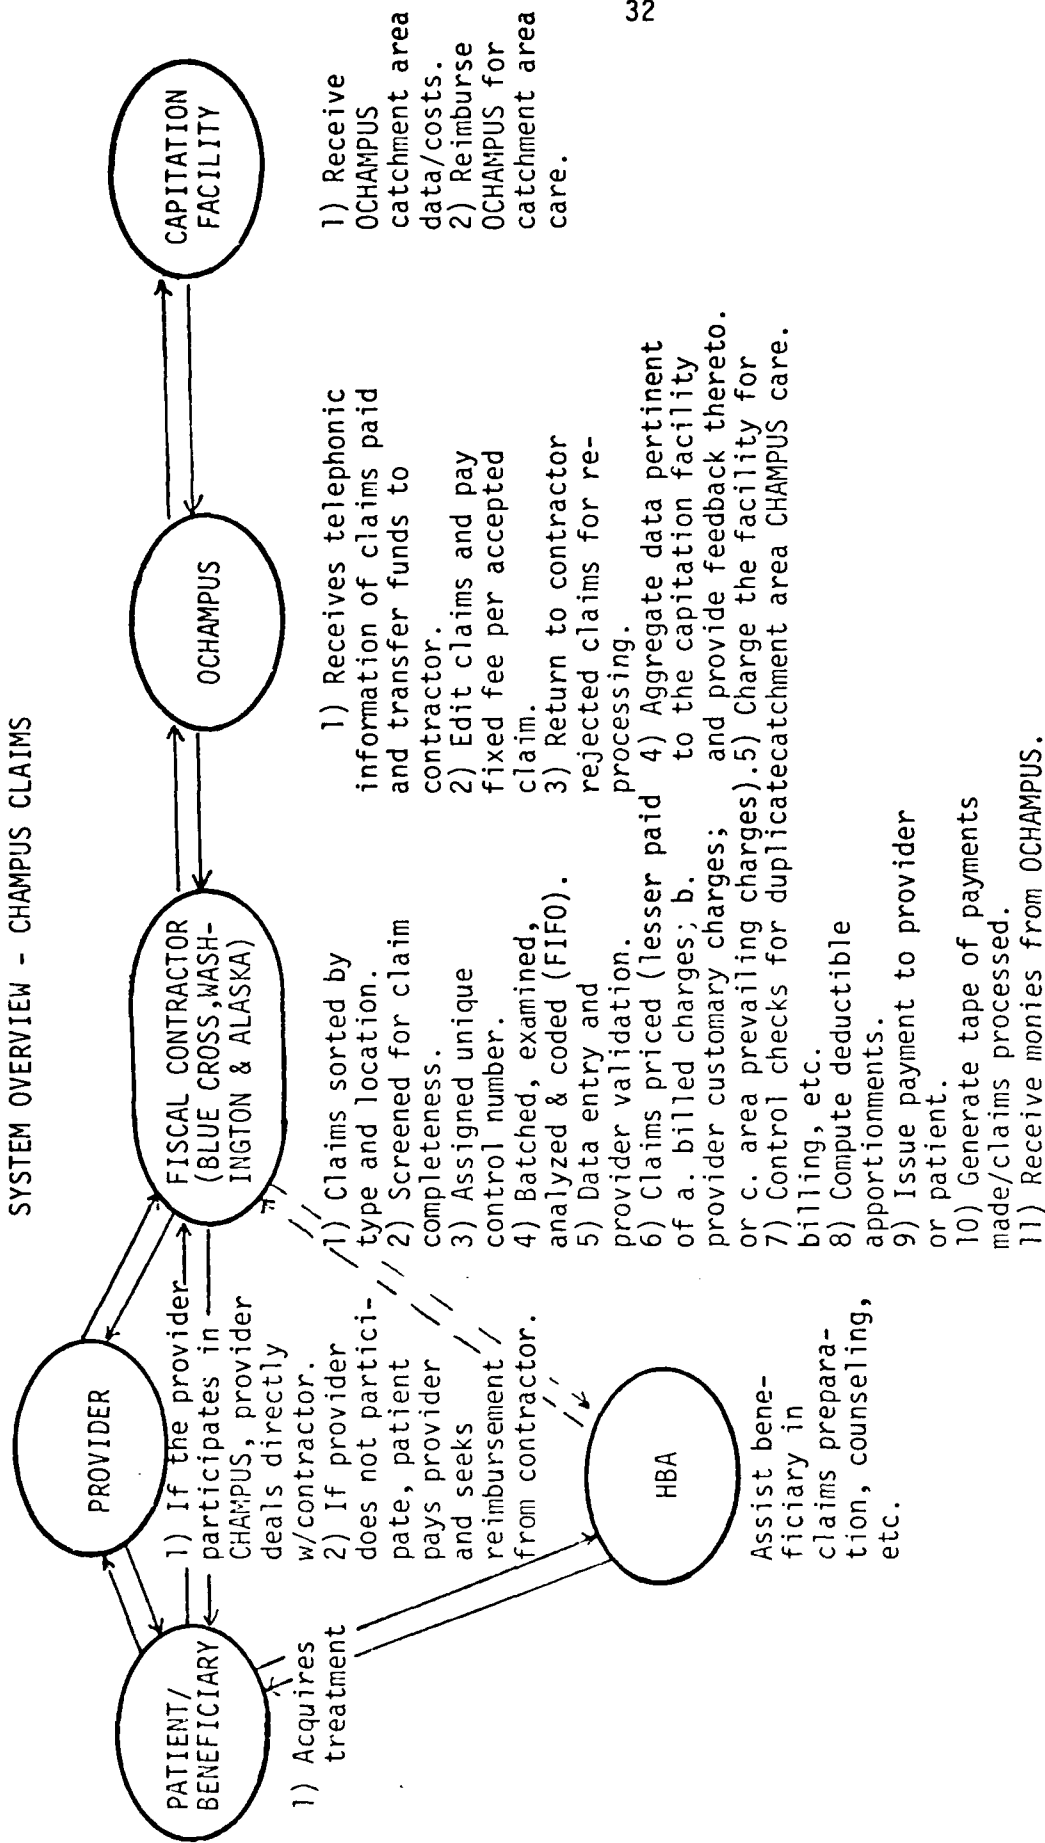 SYSTEM OVERVIEW - CHAMPUS CLAIMS
PATIENT/
BENEFICIARY
1) Acquires
treatment
PROVIDER
1) If the provider
participates in
CHAMPUS, provider
deals directly
w/contractor.
2) If provider
does not partici-
pate, patient
pays provider
and seeks
reimbursement
from contractor.
HBA
Assist bene-
ficiary in
claims prepara-
tion, counseling,
etc.
FISCAL CONTRACTOR
(BLUE CROSS,WASH-
INGTON & ALASKA)
1) Claims sorted by
type and location.
2) Screened for claim
completeness.
3) Assigned unique
control number.
4) Batched, examined,
analyzed & coded (FIFO).
5) Data entry and
provider validation.
6) Claims priced (lesser paid
of a. billed charges; b.
provider customary charges;
or c. area prevailing charges).
7) Control checks for duplicate
billing, etc.
8) Compute deductible
apportionments.
9) Issue payment to provider
or patient.
10) Generate tape of payments
made/claims processed.
11) Receive monies from OCHAMPUS.
OCHAMPUS
1) Receives telephonic
information of claims paid
and transfer funds to
contractor.
2) Edit claims and pay
fixed fee per accepted
claim.
3) Return to contractor
rejected claims for re-
processing.
4) Aggregate data pertinent
to the capitation facility
and provide feedback thereto.
5) Charge the facility for
catchment area CHAMPUS care.
CAPITATION
FACILITY
1) Receive
OCHAMPUS
catchment area
data/costs.
2) Reimburse
OCHAMPUS for
catchment area
care.
32